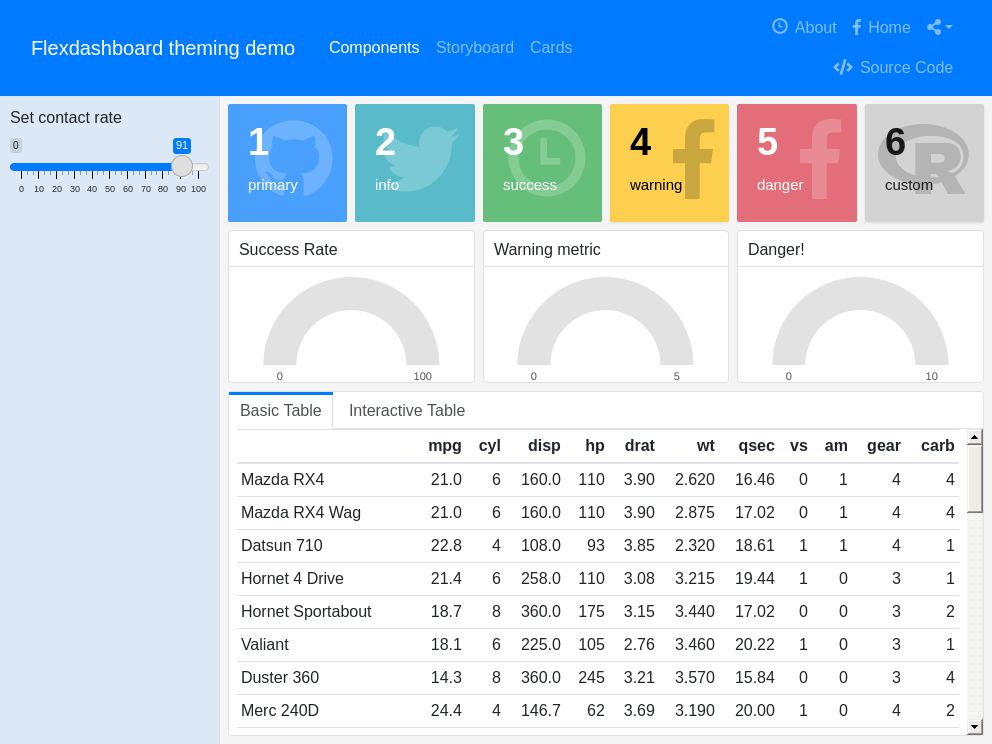 Flexdashboard theming demo
Components Storyboard Cards
About Home
Source Code
Set contact rate
0 91
0 10 20 30 40 50 60 70 80 90 100
1 2 3 4 5 6
primary info success warning danger custom
Success Rate Warning metric Danger!
0 100 0 5 0 10
Basic Table Interactive Table
mpg cyl disp hp drat wt qsec vs am gear carb
Mazda RX4 21.0 6 160.0 110 3.90 2.620 16.46 0 1 4 4
Mazda RX4 Wag 21.0 6 160.0 110 3.90 2.875 17.02 0 1 4 4
Datsun 710 22.8 4 108.0 93 3.85 2.320 18.61 1 1 4 1
Hornet 4 Drive 21.4 6 258.0 110 3.08 3.215 19.44 1 0 3 1
Hornet Sportabout 18.7 8 360.0 175 3.15 3.440 17.02 0 0 3 2
Valiant 18.1 6 225.0 105 2.76 3.460 20.22 1 0 3 1
Duster 360 14.3 8 360.0 245 3.21 3.570 15.84 0 0 3 4
Merc 240D 24.4 4 146.7 62 3.69 3.190 20.00 1 0 4 2